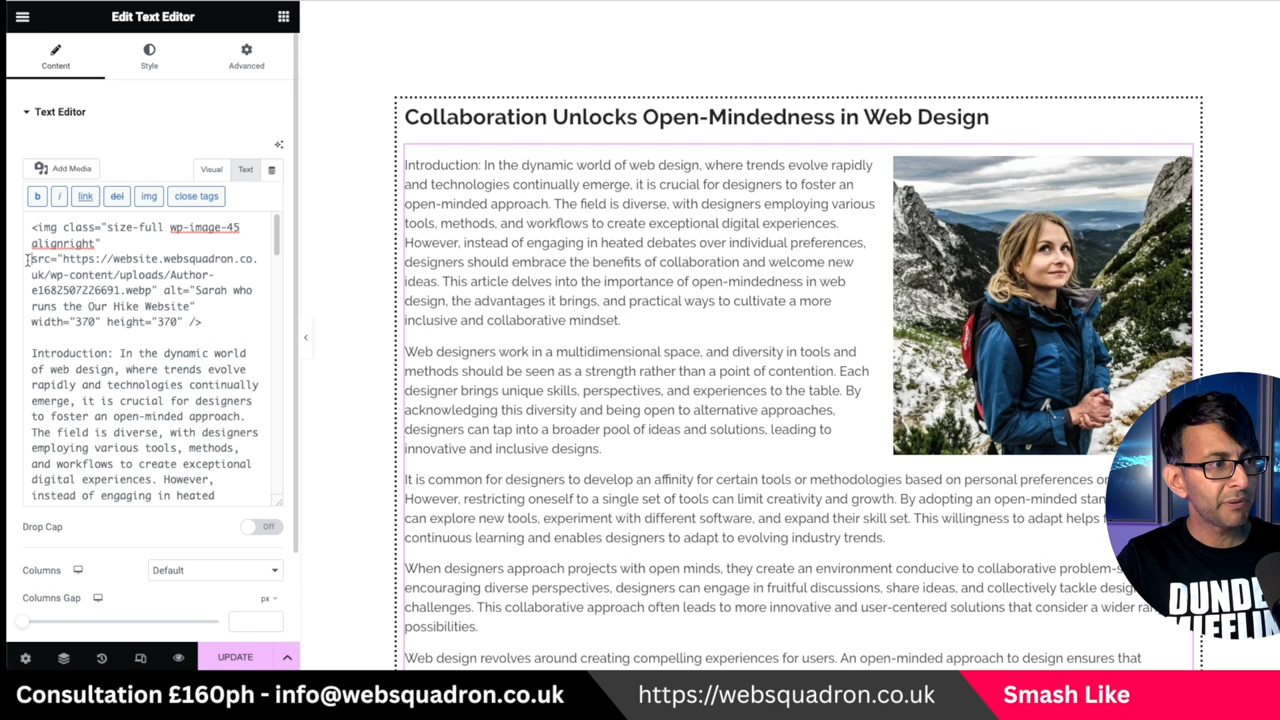 Edit Text Editor
Content
Style
Advanced
Text Editor
Add Media
Visual
Text
b
i
link
del
img
close tags
<img class="size-full wp-image-45
alignright"
src="https://website.websquadron.co.
uk/wp-content/uploads/Author-
e1682507226691.webp" alt="Sarah who
runs the Our Hike Website"
width="370" height="370" />
Introduction: In the dynamic world
of web design, where trends evolve
rapidly and technologies continually
emerge, it is crucial for designers
to foster an open-minded approach.
The field is diverse, with designers
employing various tools, methods,
and workflows to create exceptional
digital experiences. However,
instead of engaging in heated
Drop Cap
Off
Columns
Default
Columns Gap
px
UPDATE
Collaboration Unlocks Open-Mindedness in Web Design
Introduction: In the dynamic world of web design, where trends evolve rapidly
and technologies continually emerge, it is crucial for designers to foster an
open-minded approach. The field is diverse, with designers employing various
tools, methods, and workflows to create exceptional digital experiences.
However, instead of engaging in heated debates over individual preferences,
designers should embrace the benefits of collaboration and welcome new
ideas. This article delves into the importance of open-mindedness in web
design, the advantages it brings, and practical ways to cultivate a more
inclusive and collaborative mindset.
Web designers work in a multidimensional space, and diversity in tools and
methods should be seen as a strength rather than a point of contention. Each
designer brings unique skills, perspectives, and experiences to the table. By
acknowledging this diversity and being open to alternative approaches,
designers can tap into a broader pool of ideas and solutions, leading to
innovative and inclusive designs.
It is common for designers to develop an affinity for certain tools or methodologies based on personal preferences or
However, restricting oneself to a single set of tools can limit creativity and growth. By adopting an open-minded stan
can explore new tools, experiment with different software, and expand their skill set. This willingness to adapt helps f
continuous learning and enables designers to adapt to evolving industry trends.
When designers approach projects with open minds, they create an environment conducive to collaborative problem-s
encouraging diverse perspectives, designers can engage in fruitful discussions, share ideas, and collectively tackle desig
challenges. This collaborative approach often leads to more innovative and user-centered solutions that consider a wider ran
possibilities.
Web design revolves around creating compelling experiences for users. An open-minded approach to design ensures that
DUNDE
MIFFLIN
Consultation £160ph - info@websquadron.co.uk
https://websquadron.co.uk
Smash Like